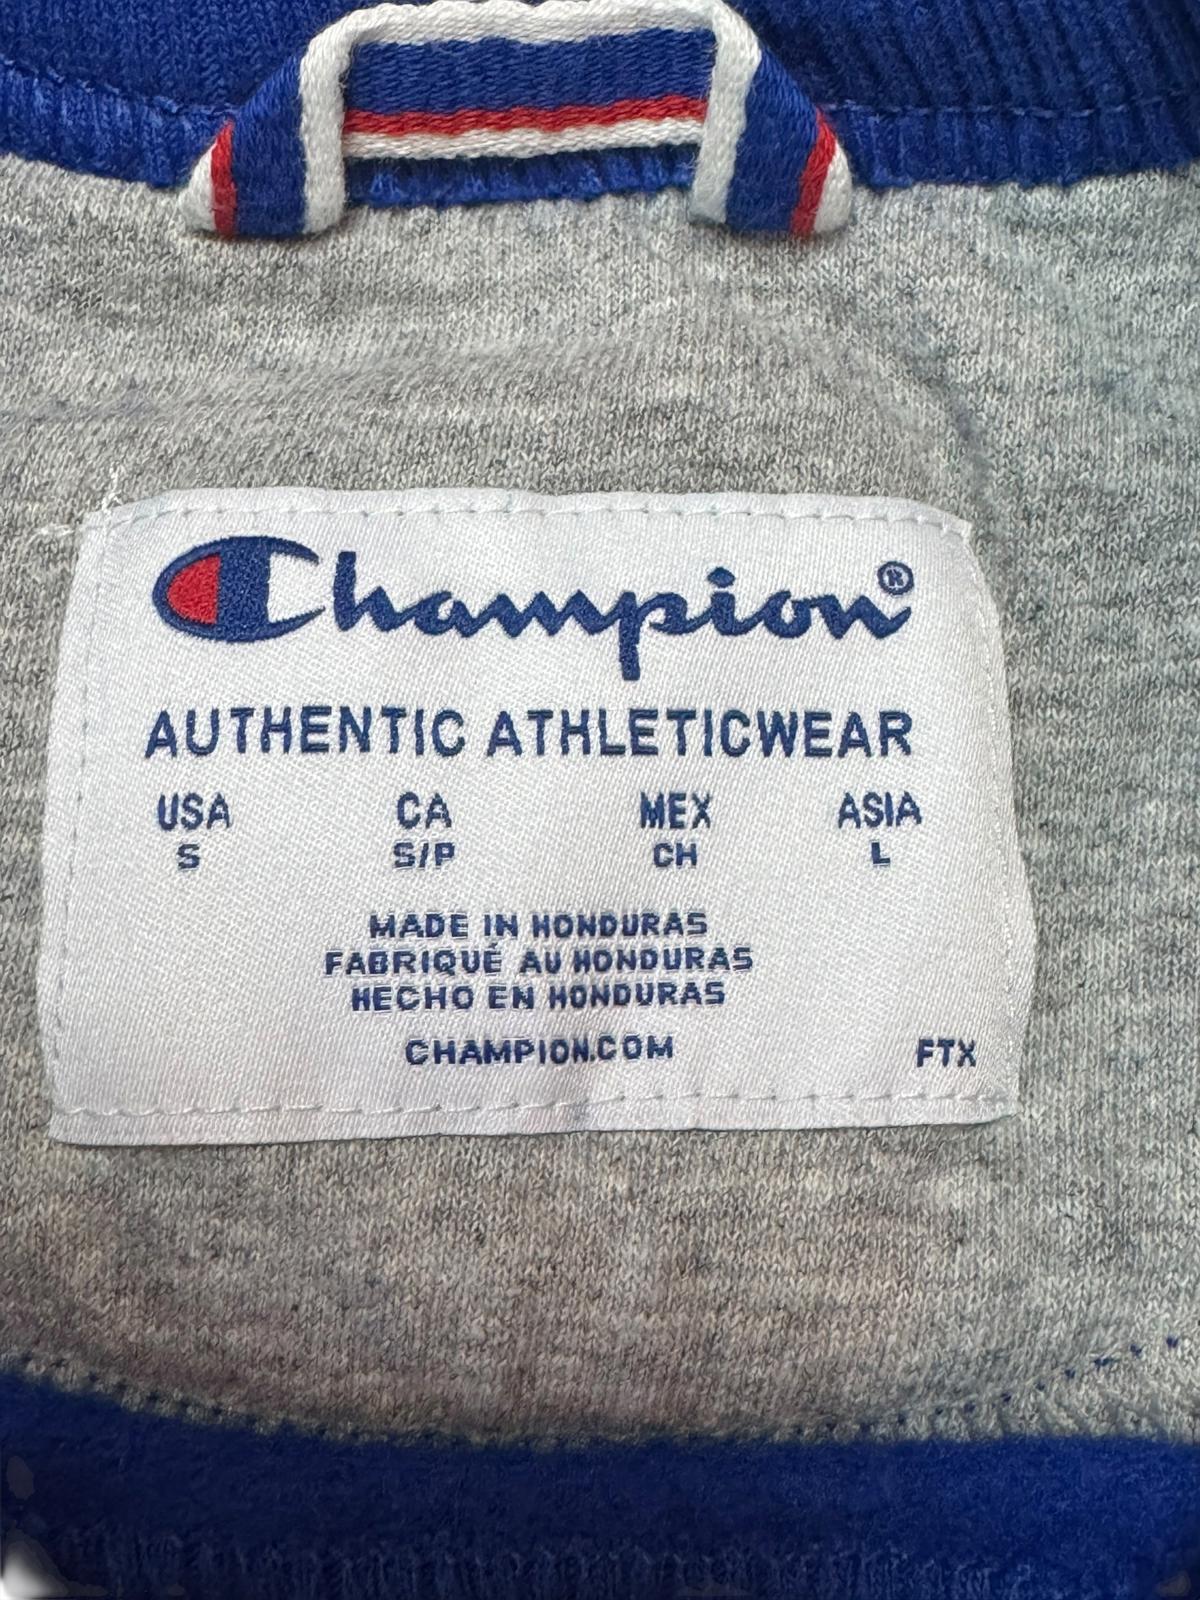 Champion®
AUTHENTIC ATHLETICWEAR
USA CA MEX ASIA
S S/P CH L
MADE IN HONDURAS
FABRIQUÉ AU HONDURAS
HECHO EN HONDURAS
CHAMPION.COM FTX